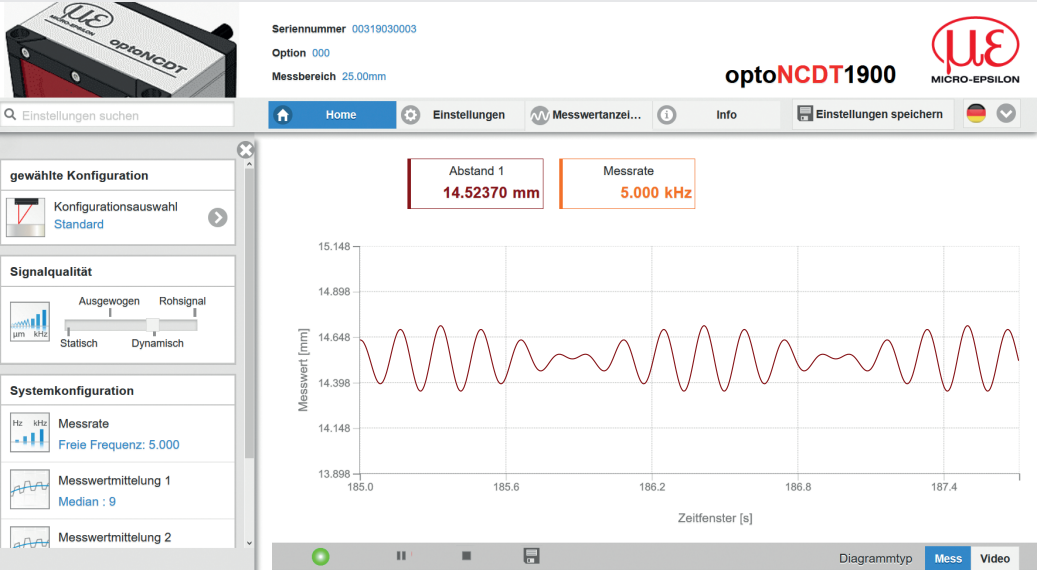 MICRO-EPSILON
optoNCDT
Seriennummer 00319030003
Option 000
Messbereich 25.00mm
optoNCDT1900
με
MICRO-EPSILON
Einstellungen suchen
Home
Einstellungen
Messwertanzei...
Info
Einstellungen speichern
gewählte Konfiguration
Konfigurationsauswahl
Standard
Signalqualität
Ausgewogen Rohsignal
µm kHz
Statisch Dynamisch
Systemkonfiguration
Hz kHz
Messrate
Freie Frequenz: 5.000
Messwertmittelung 1
Median : 9
Messwertmittelung 2
Abstand 1
14.52370 mm
Messrate
5.000 kHz
15.148
14.898
14.648
14.398
14.148
13.898
Messwert [mm]
185.0 185.6 186.2 186.8 187.4
Zeitfenster [s]
Diagrammtyp Mess Video